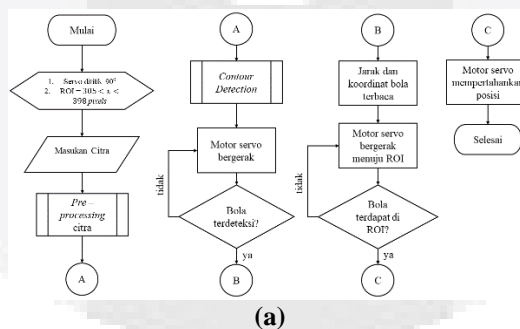 Mulai
1. Servo dititik 90⁰
2. ROI = 305 < x <
398 pixels
Masukan Citra
Pre –
processing
citra
A
A
Contour
Detection
Motor servo
bergerak
tidak
Bola
terdeteksi?
ya
B
B
Jarak dan
koordinat bola
terbaca
Motor servo
bergerak
menuju ROI
tidak
Bola
terdapat di
ROI?
ya
C
C
Motor servo
mempertahankan
posisi
Selesai
(a)